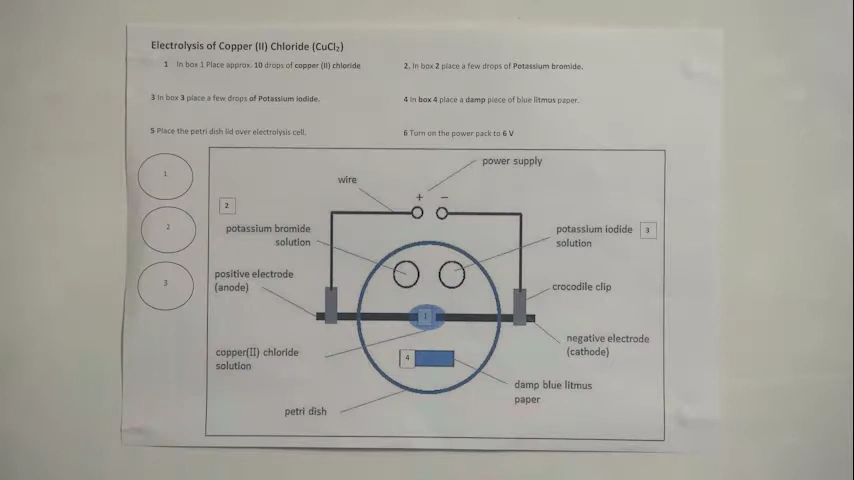 Electrolysis of Copper (II) Chloride (CuCl₂)
1 In box 1 Place approx. 10 drops of copper (II) chloride
2. In box 2 place a few drops of Potassium bromide.
3 In box 3 place a few drops of Potassium iodide.
4 In box 4 place a damp piece of blue litmus paper.
5 Place the petri dish lid over electrolysis cell.
6 Turn on the power pack to 6 V
1
2
3
power supply
wire
+ −
2
potassium bromide
solution
potassium iodide
solution
3
positive electrode
(anode)
crocodile clip
1
negative electrode
(cathode)
copper(II) chloride
solution
4
damp blue litmus
paper
petri dish